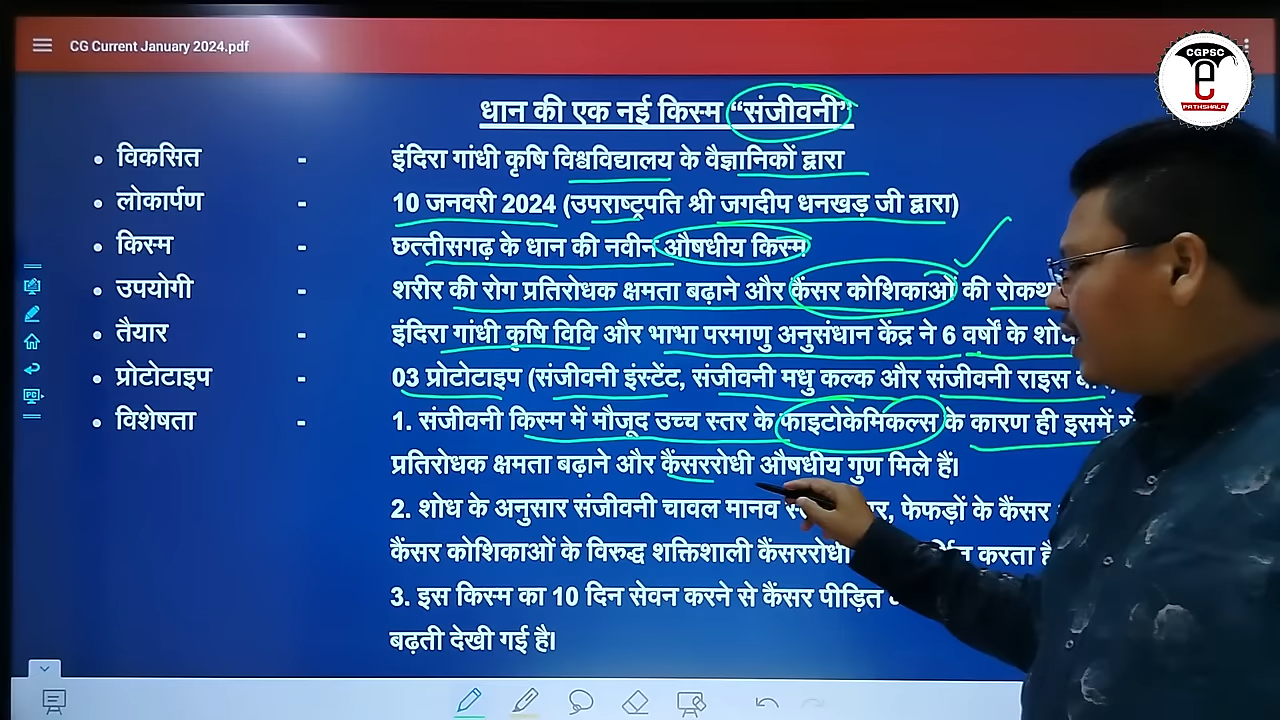 CG Current January 2024.pdf
CGPSC
e
PATHSHALA
धान की एक नई किस्म “संजीवनी”
• विकसित - इंदिरा गांधी कृषि विश्वविद्यालय के वैज्ञानिकों द्वारा
• लोकार्पण - 10 जनवरी 2024 (उपराष्ट्रपति श्री जगदीप धनखड़ जी द्वारा)
• किस्म - छत्तीसगढ़ के धान की नवीन औषधीय किस्म
• उपयोगी - शरीर की रोग प्रतिरोधक क्षमता बढ़ाने और कैंसर कोशिकाओं की
• तैयार - इंदिरा गांधी कृषि विवि और भाभा परमाणु अनुसंधान केंद्र ने 6 वर्षों के
• प्रोटोटाइप - 03 प्रोटोटाइप (संजीवनी इंस्टेंट, संजीवनी मधु कल्क और संजीवनी राइस
• विशेषता - 1. संजीवनी किस्म में मौजूद उच्च स्तर के फाइटोकेमिकल्स के कारण ही इसमें
प्रतिरोधक क्षमता बढ़ाने और कैंसररोधी औषधीय गुण मिले हैं।
2. शोध के अनुसार संजीवनी चावल मानव फेफड़ों के कैंसर
कैंसर कोशिकाओं के विरुद्ध शक्तिशाली कैंसररोधी करता
3. इस किस्म का 10 दिन सेवन करने से कैंसर पीड़ित
बढ़ती देखी गई है।
PC